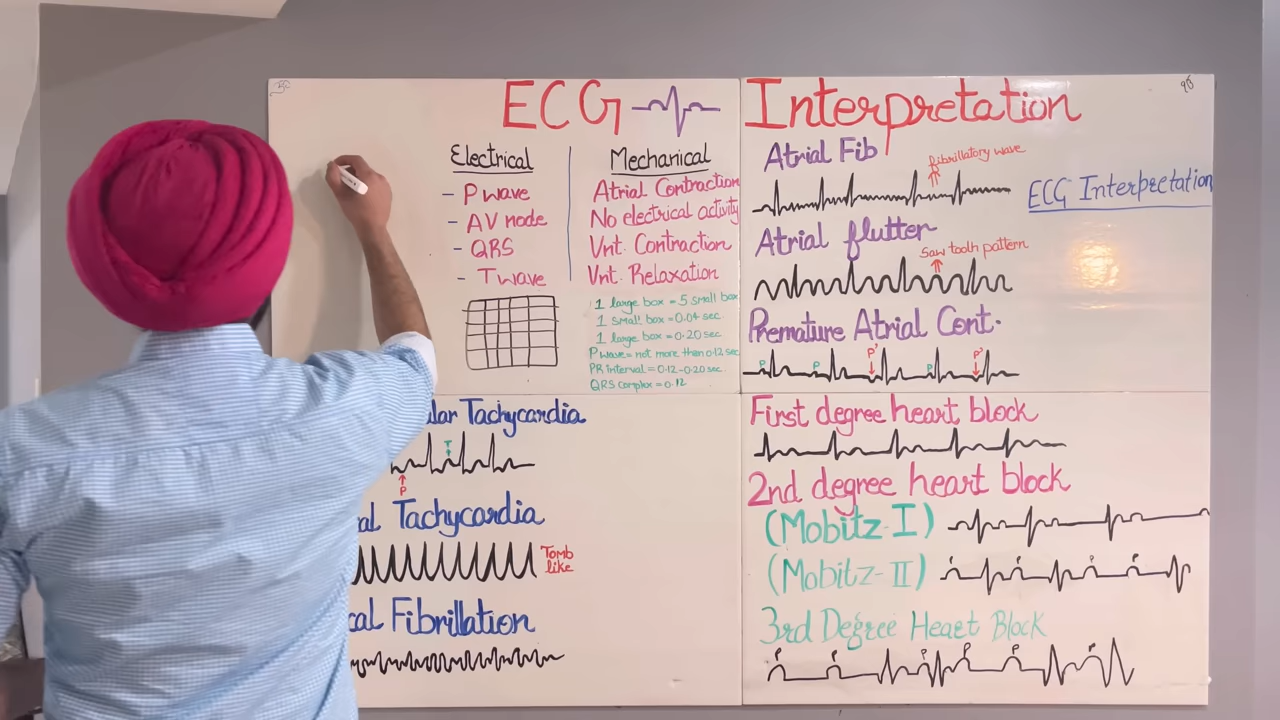 ECG Interpretation
Electrical
Mechanical
- P wave
Atrial Contraction
- AV node
No electrical activity
- QRS
Vnt. Contraction
- T wave
Vnt. Relaxation
1 large box = 5 small box
1 small box = 0.04 sec.
1 large box = 0.20 sec
P wave = not more then 0.12 sec
PR interval = 0.12-0.20 sec.
QRS complex = 0.12
Atrial Fib
fibrillatory wave
ECG Interpretation
Atrial flutter
Saw tooth pattern
Premature Atrial Cont.
P P P' P P'
lar Tachycardia
T
P
al Tachycardia
Tomb
like
cal Fibrillation
First degree heart block
2nd degree heart block
(Mobitz-I)
(Mobitz-II)
3rd Degree Heart Block